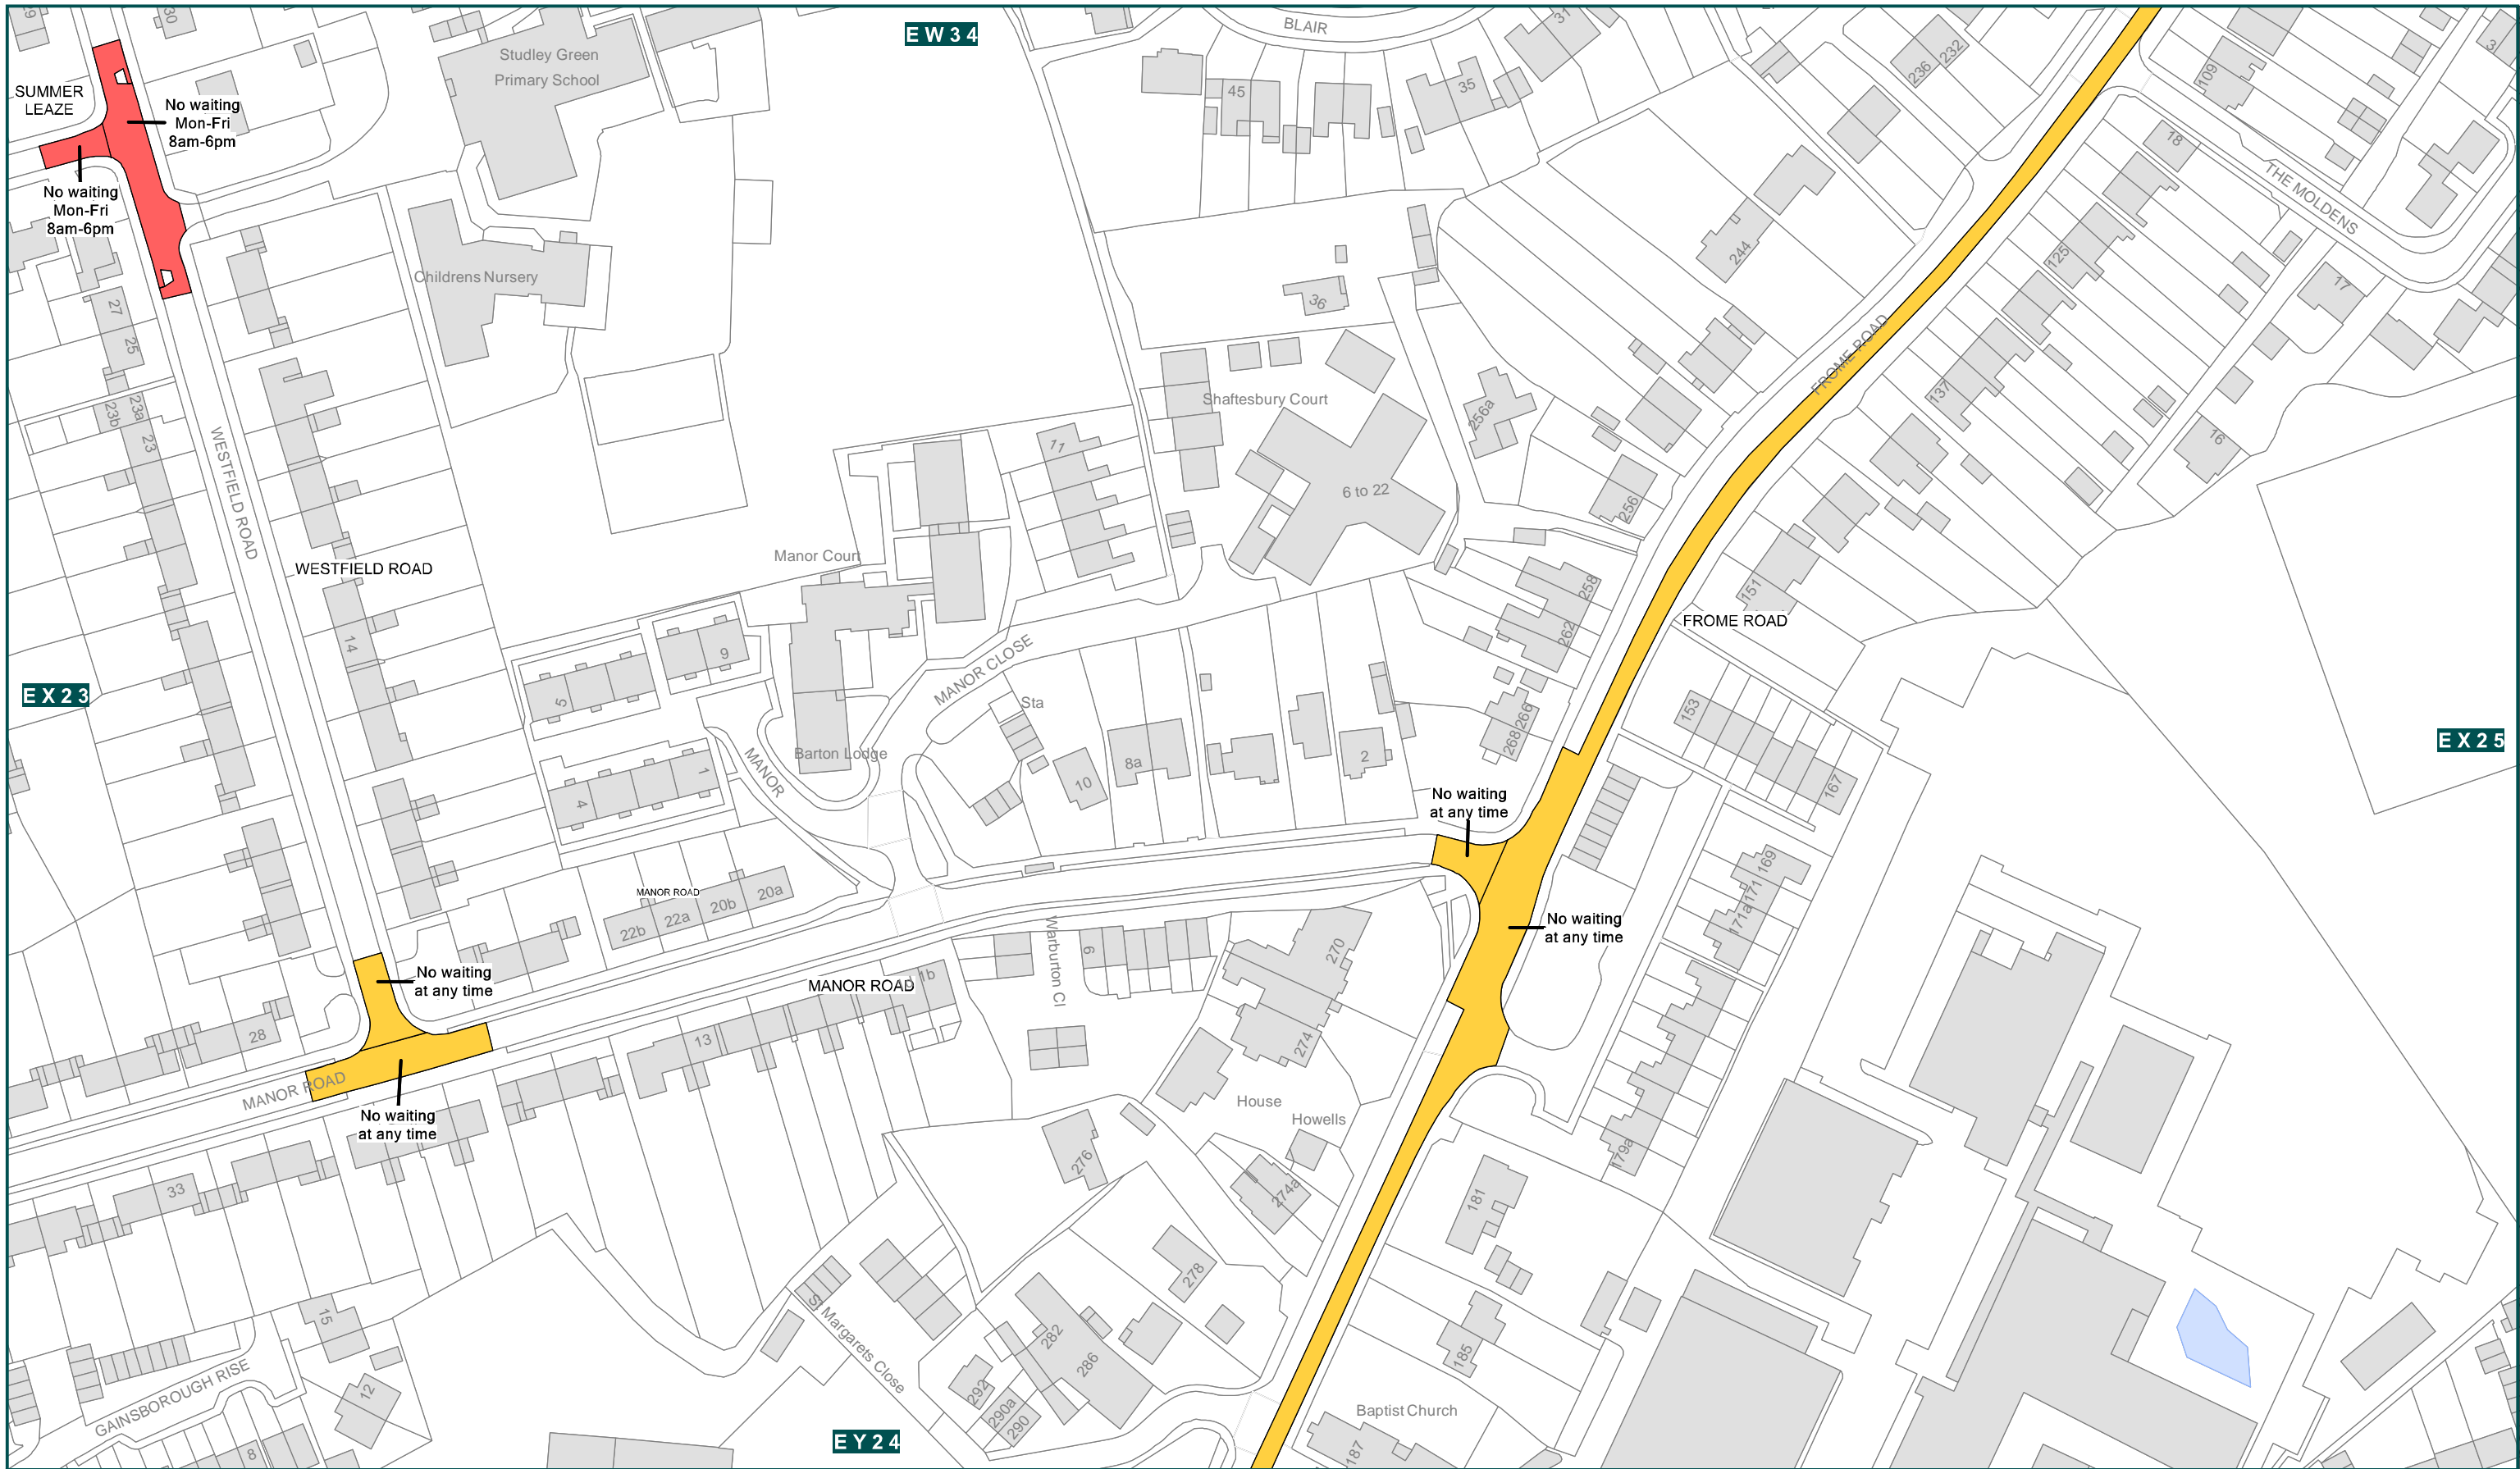 29
30
E W 3 4
BLAIR
31
236
232
109
3
Studley Green
Primary School
SUMMER
LEAZE
No waiting
Mon-Fri
8am-6pm
45
35
18
THE MOLDENS
No waiting
Mon-Fri
8am-6pm
244
125
17
Childrens Nursery
36
27
25
FROME ROAD
137
Shaftesbury Court
256a
16
23a
23b
23
WESTFIELD ROAD
11
6 to 22
256
Manor Court
WESTFIELD ROAD
258
151
262
FROME ROAD
14
9
MANOR CLOSE
5
E X 2 3
Sta
266
268
153
E X 2 5
Barton Lodge
MANOR
1
4
10
8a
2
167
No waiting
at any time
169
171
171a
MANOR ROAD
20a
20b
22a
22b
No waiting
at any time
Warburton Cl
6
270
No waiting
at any time
1b
MANOR ROAD
28
13
274
MANOR ROAD
No waiting
at any time
House
Howells
276
179a
33
274a
181
278
15
St Margarets Close
282
286
185
GAINSBOROUGH RISE
12
292
290a
290
Baptist Church
8
E Y 2 4
187